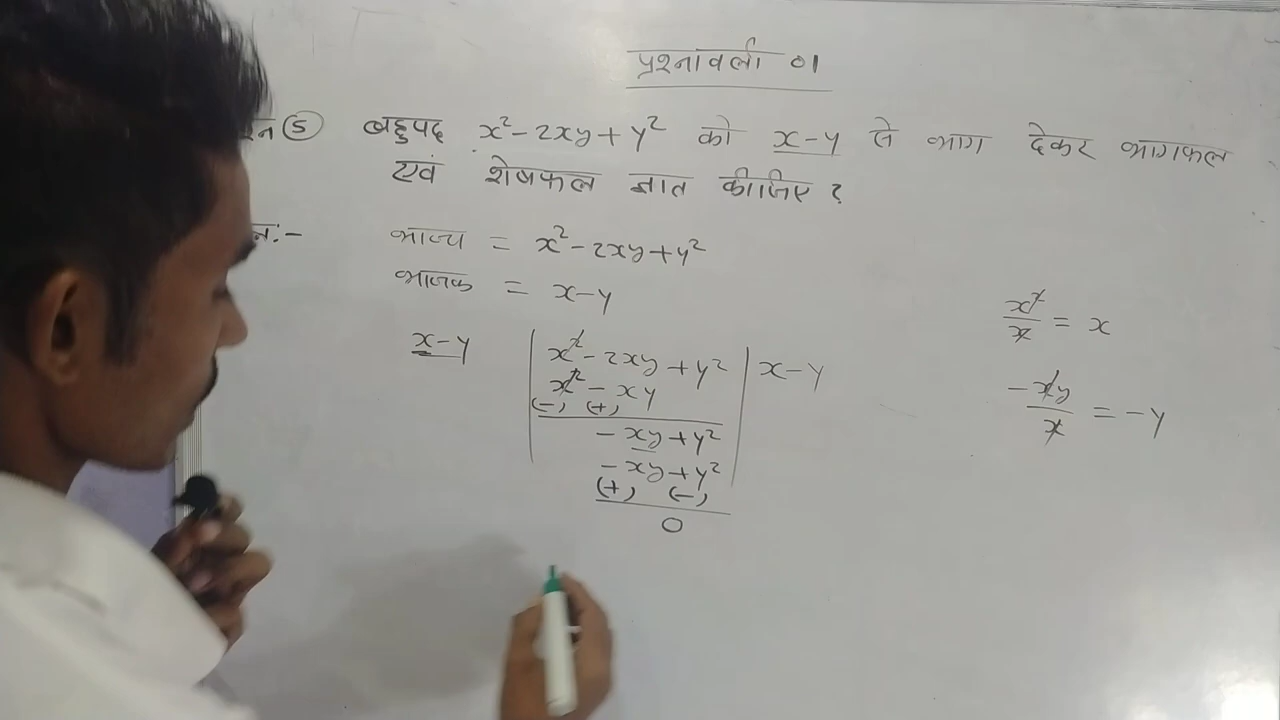 प्रश्नावली 01
(5) बहुपद x² - 2xy + y² को x - y से भाग देकर भागफल
एवं शेषफल ज्ञात कीजिए ?
भाज्य = x² - 2xy + y²
भाजक = x - y
x - y | x² - 2xy + y² | x - y
x² - xy
(-) (+)
- xy + y²
- xy + y²
(+) (-)
0
x²/x = x
-xy/x = -y